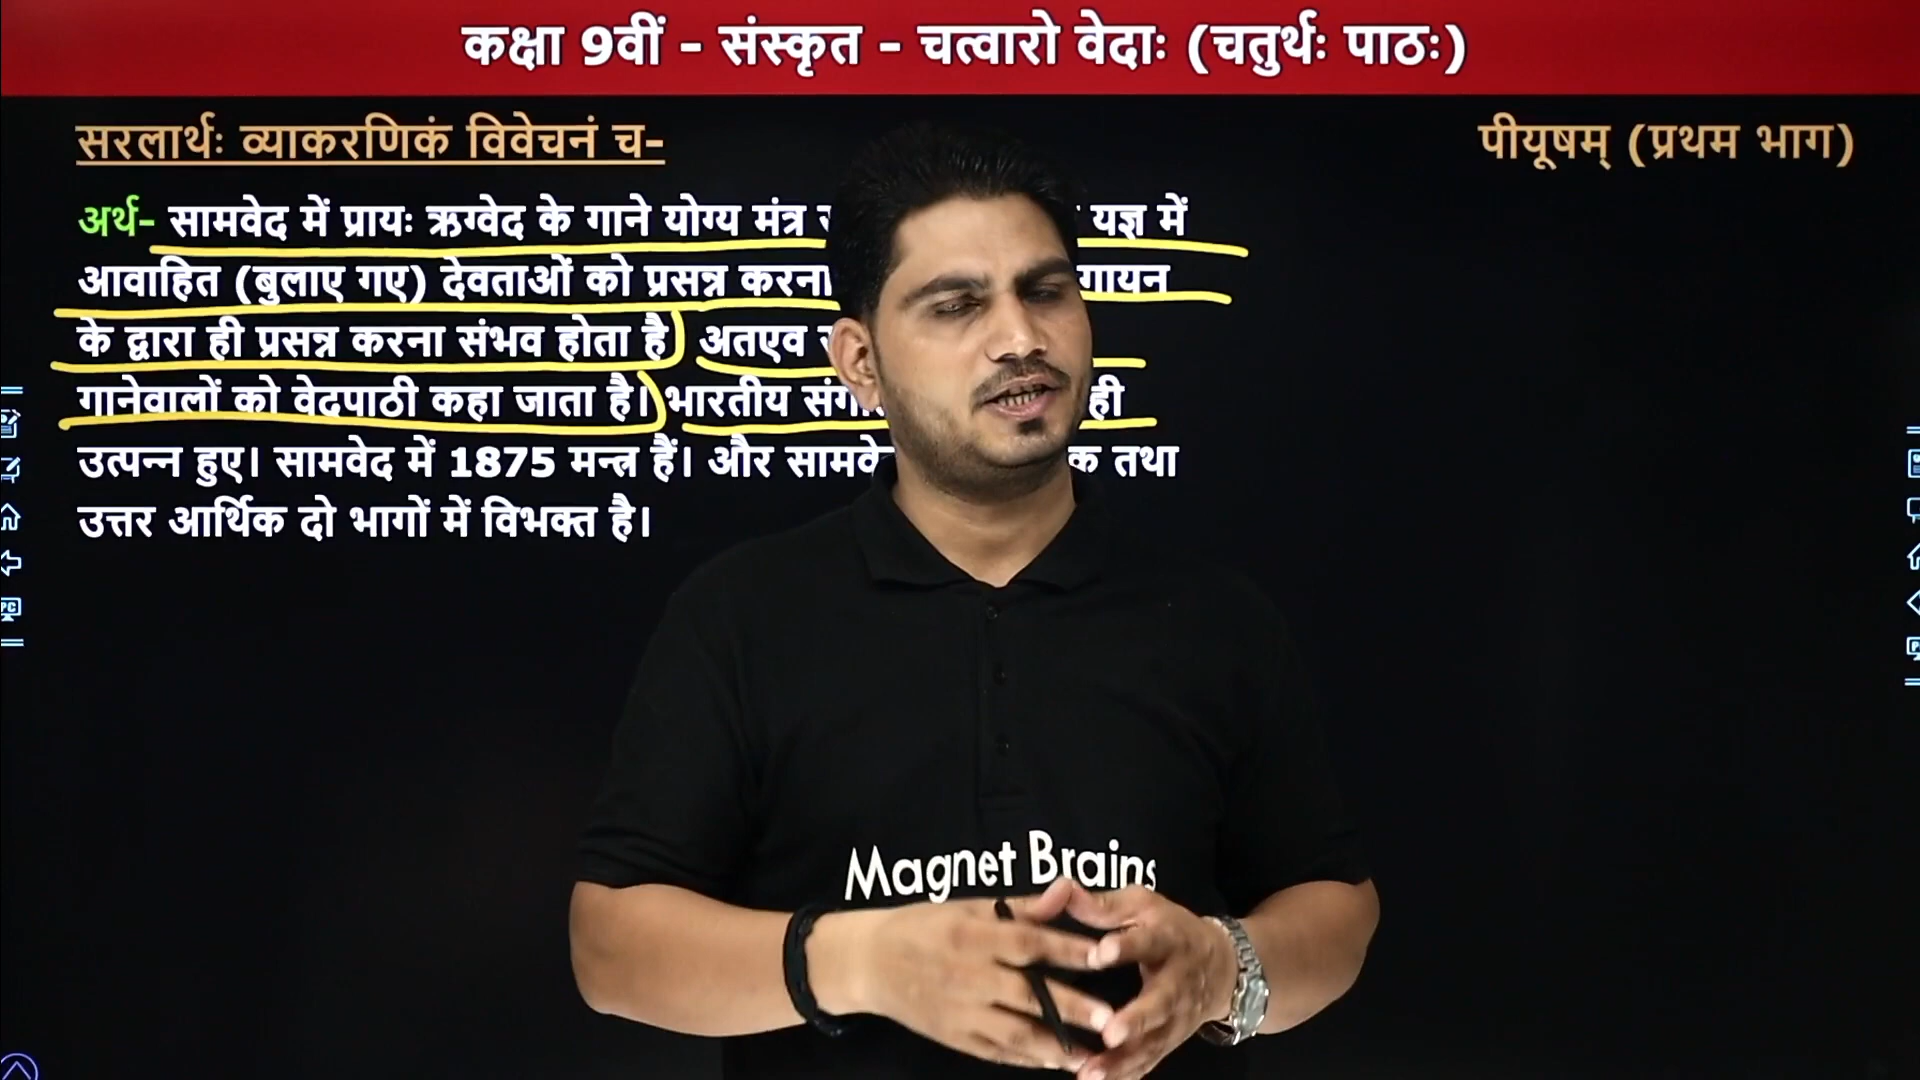 कक्षा 9वीं - संस्कृत - चत्वारो वेदाः (चतुर्थः पाठः)
सरलार्थः व्याकरणिकं विवेचनं च-
पीयूषम् (प्रथम भाग)
अर्थ- सामवेद में प्रायः ऋग्वेद के गाने योग्य मंत्र यज्ञ में
आवाहित (बुलाए गए) देवताओं को प्रसन्न करना गायन
के द्वारा ही प्रसन्न करना संभव होता है अतएव
गानेवालों को वेदपाठी कहा जाता है। भारतीय ही
उत्पन्न हुए। सामवेद में 1875 मन्त्र हैं। और तथा
उत्तर आर्थिक दो भागों में विभक्त है।
Magnet Brains